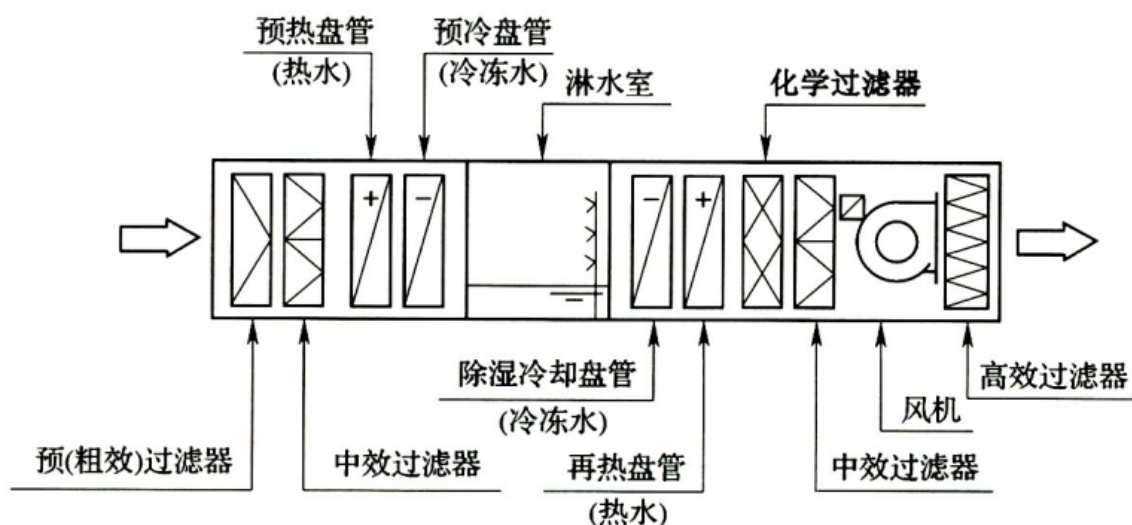 预热盘管
(热水)
预冷盘管
(冷冻水)
淋水室
化学过滤器
+
−
−
+
除湿冷却盘管
(冷冻水)
高效过滤器
风机
预(粗效)过滤器
中效过滤器
再热盘管
(热水)
中效过滤器